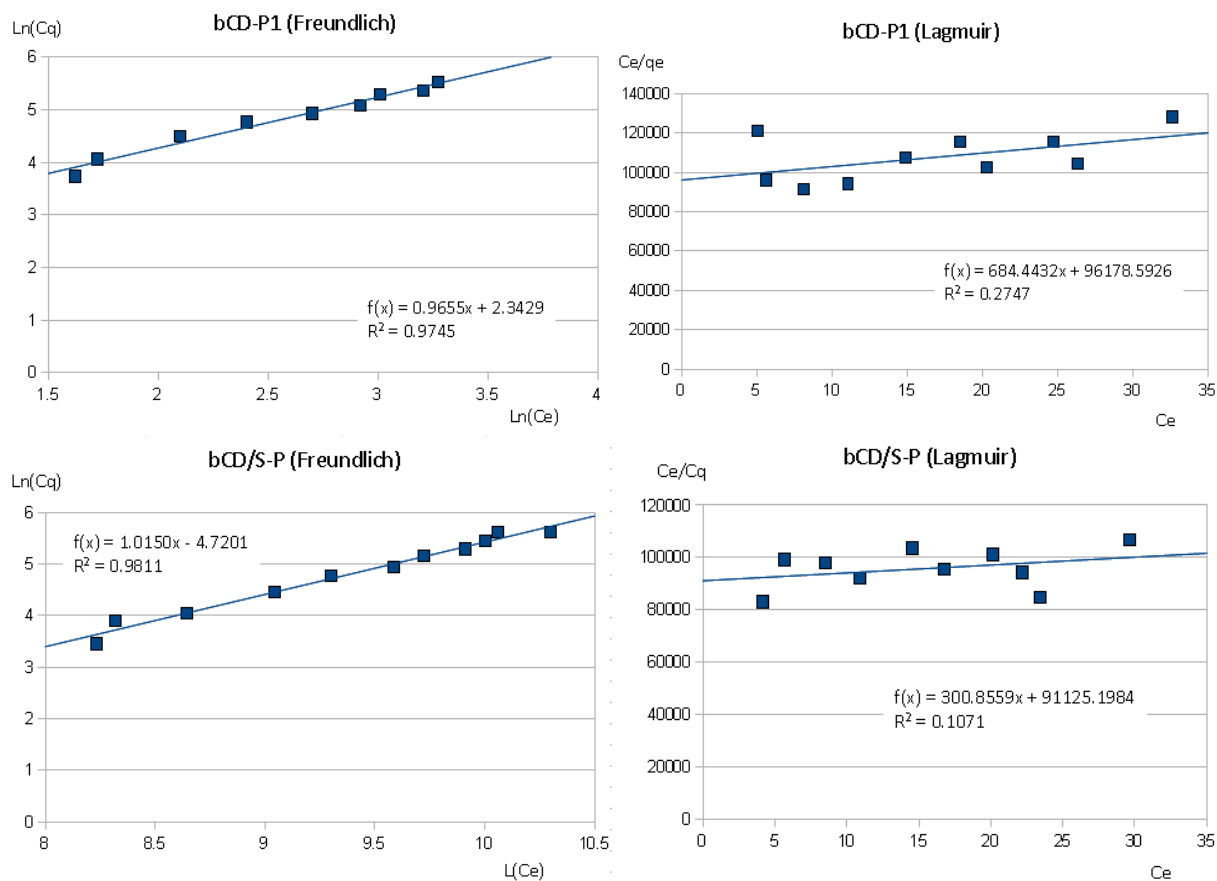 bCD-P1 (Freundlich)
Ln(Cq)
6
5
4
3
2
1
0
f(x) = 0.9655x + 2.3429
R² = 0.9745
1.5 2 2.5 3 3.5 4
Ln(Ce)
bCD-P1 (Lagmuir)
Ce/qe
140000
120000
100000
80000
60000
40000
20000
0
f(x) = 684.4432x + 96178.5926
R² = 0.2747
0 5 10 15 20 25 30 35
Ce
bCD/S-P (Freundlich)
Ln(Cq)
6
5
4
3
2
1
0
f(x) = 1.0150x - 4.7201
R² = 0.9811
8 8.5 9 9.5 10 10.5
L(Ce)
bCD/S-P (Lagmuir)
Ce/Cq
120000
100000
80000
60000
40000
20000
0
f(x) = 300.8559x + 91125.1984
R² = 0.1071
0 5 10 15 20 25 30 35
Ce